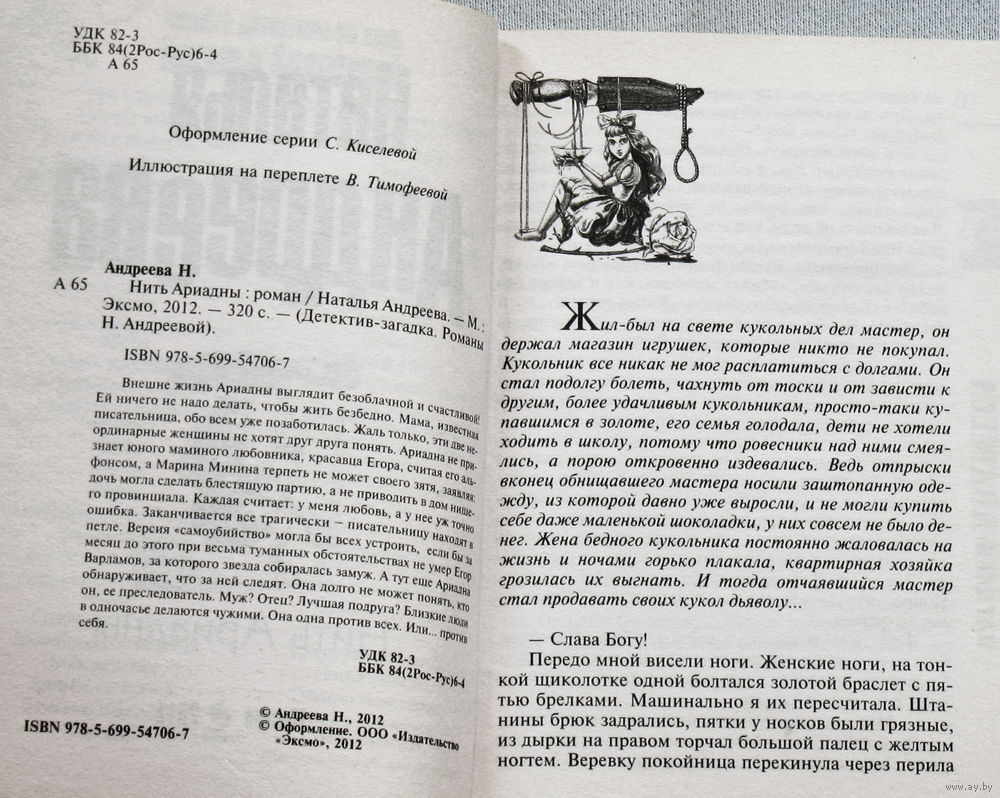 УДК 82-3
ББК 84(2Рос-Рус)6-4
А 65
Оформление серии С. Киселевой
Иллюстрация на переплете В. Тимофеевой
Андреева Н.
А 65
Нить Ариадны : роман / Наталья Андреева. — М. :
Эксмо, 2012. — 320 с. — (Детектив-загадка. Романы
Н. Андреевой).
ISBN 978-5-699-54706-7
Внешне жизнь Ариадны выглядит безоблачной и счастливой!
Ей ничего не надо делать, чтобы жить безбедно. Мама, известная
писательница, обо всем уже позаботилась. Жаль только, эти две не-
ординарные женщины не хотят друг друга понять. Ариадна не при-
знает юного маминого любовника, красавца Егора, считая его аль-
фонсом, а Марина Минина терпеть не может своего зятя, заявляя:
дочь могла сделать блестящую партию, а не приводить в дом нище-
го провинциала. Каждая считает: у меня любовь, а у нее уж точно
ошибка. Заканчивается все трагически — писательницу находят в
петле. Версия «самоубийство» могла бы всех устроить, если бы за
месяц до этого при весьма туманных обстоятельствах не умер Егор
Варламов, за которого звезда собиралась замуж. А тут еще Ариадна
обнаруживает, что за ней следят. Она долго не может понять, кто
он, ее преследователь. Муж? Отец? Лучшая подруга? Близкие люди
в одночасье делаются чужими. Она одна против всех. Или... против
себя.
УДК 82-3
ББК 84(2Рос-Рус)6-4
© Андреева Н., 2012
© Оформление. ООО «Издательство
«Эксмо», 2012
ISBN 978-5-699-54706-7
Жил-был на свете кукольных дел мастер, он
держал магазин игрушек, которые никто не покупал.
Кукольник все никак не мог расплатиться с долгами. Он
стал подолгу болеть, чахнуть от тоски и от зависти к
другим, более удачливым кукольникам, просто-таки ку-
павшимся в золоте, его семья голодала, дети не хотели
ходить в школу, потому что ровесники над ними смея-
лись, а порою откровенно издевались. Ведь отпрыски
вконец обнищавшего мастера носили заштопанную оде-
жду, из которой давно уже выросли, и не могли купить
себе даже маленькой шоколадки, у них совсем не было де-
нег. Жена бедного кукольника постоянно жаловалась на
жизнь и ночами горько плакала, квартирная хозяйка
грозилась их выгнать. И тогда отчаявшийся мастер
стал продавать своих кукол дьяволу...
— Слава Богу!
Передо мной висели ноги. Женские ноги, на тон-
кой щиколотке одной болтался золотой браслет с пя-
тью брелками. Машинально я их пересчитала. Шта-
нины брюк задрались, пятки у носков были грязные,
из дырки на правом торчал большой палец с желтым
ногтем. Веревку покойница перекинула через перила
www.ay.by